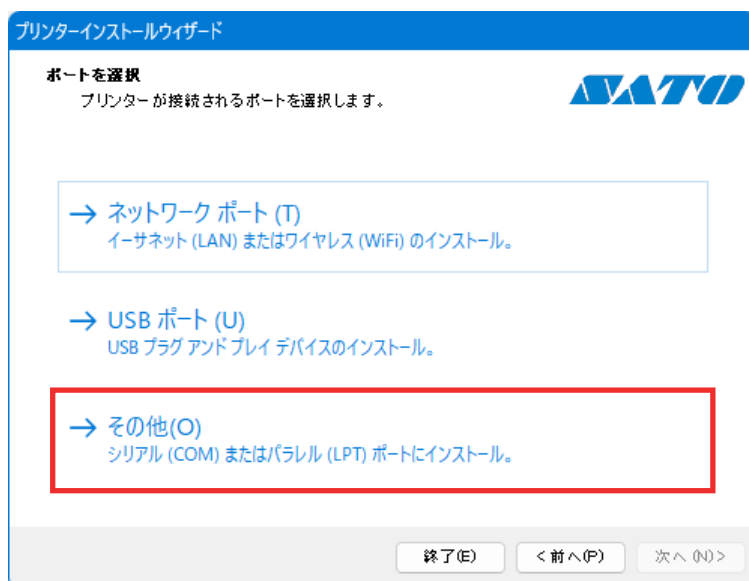 プリンターインストールウィザード
ポートを選択
プリンターが接続されるポートを選択します。
SATO
→ ネットワーク ポート (T)
イーサネット (LAN) またはワイヤレス (WiFi) のインストール。
→ USB ポート (U)
USB プラグ アンド プレイ デバイスのインストール。
→ その他(O)
シリアル (COM) またはパラレル (LPT) ポートにインストール。
終了(E)
<前へ(P)
次へ(N)>